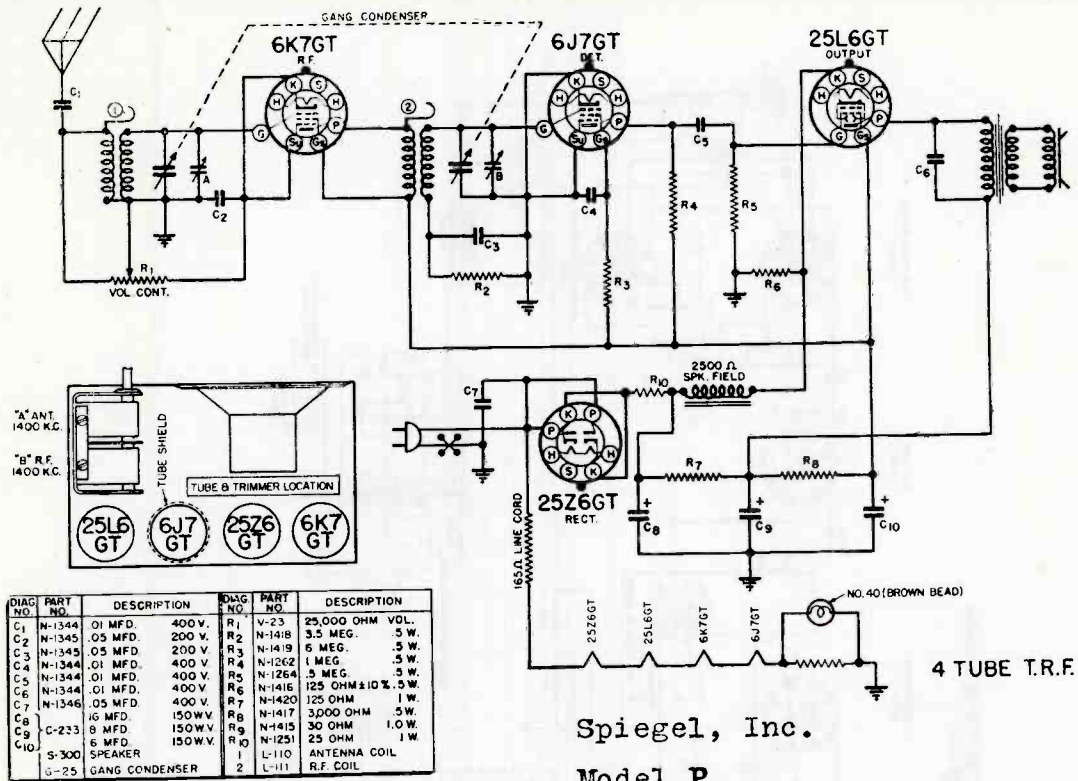 GANG CONDENSER
6K7GT
R.F.
6J7GT
DET.
25L6GT
OUTPUT
C1
1
K S
H H
G P
Su Gs
A
C2
R1
VOL CONT.
2
K S
H H
G P
Su Gs
B
C3
C4
R2
R3
C5
R4
R5
R6
K S
H H
P
G Gs
C6
"A" ANT.
1400 K.C.
"B" R.F.
1400 K.C.
TUBE SHIELD
TUBE & TRIMMER LOCATION
25L6
GT
6J7
GT
25Z6
GT
6K7
GT
C7
K P
P H
H
S K
25Z6GT
RECT.
R10
2500 Ω
SPK. FIELD
R7
R8
+
C8
+
C9
+
C10
165Ω LINE CORD
25Z6GT
25L6GT
6K7GT
6J7GT
NO. 40 (BROWN BEAD)
4 TUBE T.R.F.
DIAG. NO. PART NO. DESCRIPTION DIAG. NO. PART NO. DESCRIPTION
C1 N-1344 .01 MFD. 400 V. R1 V-23 25,000 OHM VOL.
C2 N-1345 .05 MFD. 200 V. R2 N-1418 3.5 MEG. .5 W.
C3 N-1345 .05 MFD. 200 V. R3 N-1419 6 MEG. .5 W.
C4 N-1344 .01 MFD. 400 V. R4 N-1262 1 MEG. .5 W.
C5 N-1344 .01 MFD. 400 V. R5 N-1264 .5 MEG. .5 W.
C6 N-1344 .01 MFD. 400 V. R6 N-1416 125 OHM±10% .5 W.
C7 N-1346 .05 MFD. 400 V. R7 N-1420 125 OHM 1 W.
C8 16 MFD. 150 W.V. R8 N-1417 3,000 OHM .5 W.
C9 C-233 8 MFD. 150 W.V. R9 N-1415 30 OHM 1.0 W.
C10 6 MFD. 150 W.V. R10 N-1251 25 OHM 1 W.
S-300 SPEAKER 1 L-110 ANTENNA COIL
G-25 GANG CONDENSER 2 L-111 R.F. COIL
Spiegel, Inc.
Model P